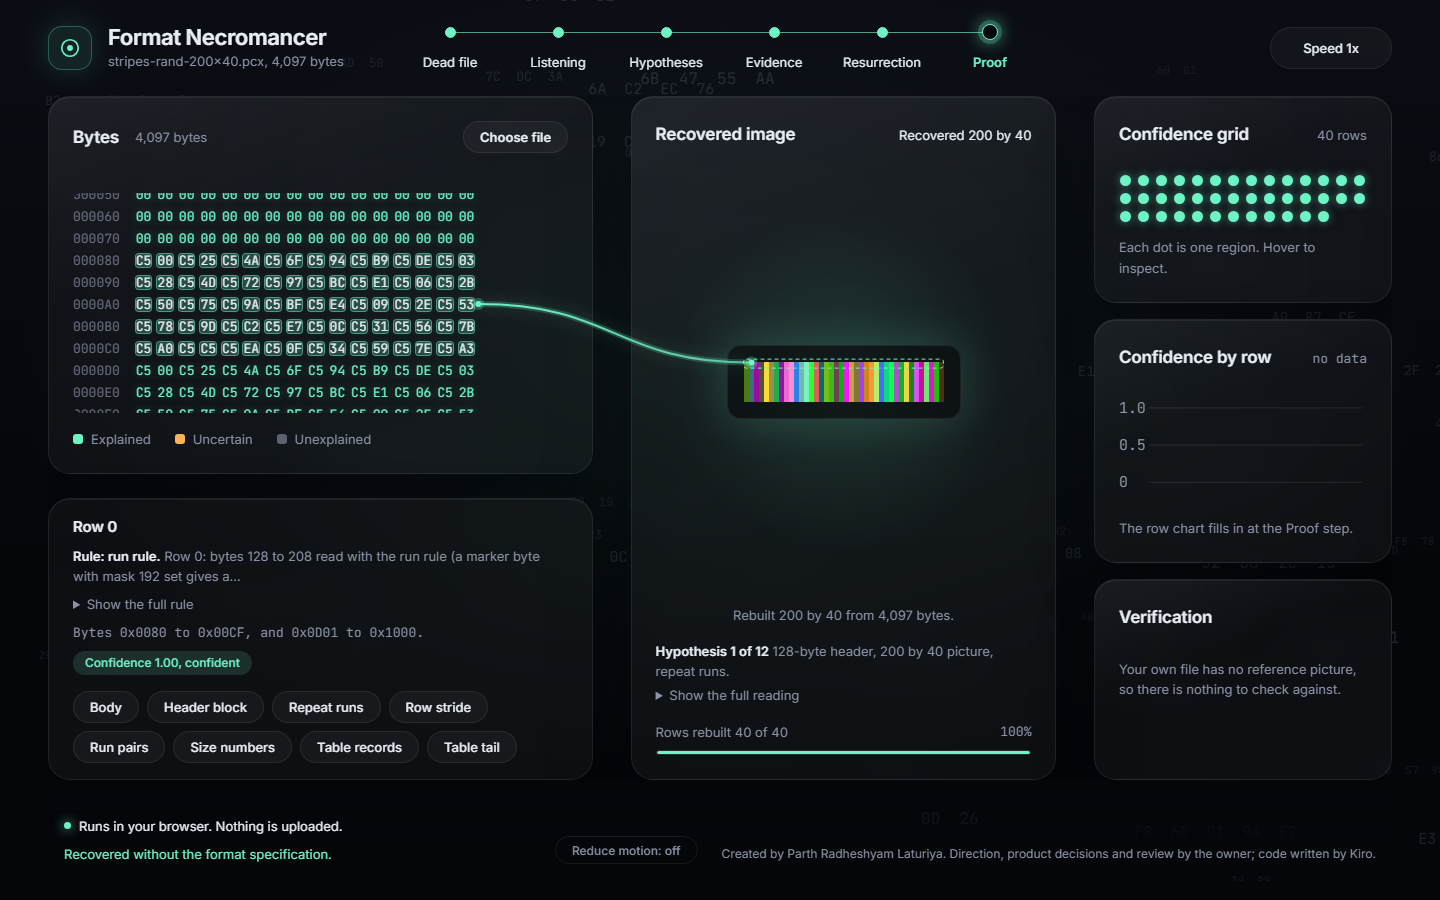 Format Necromancer
stripes-rand-200×40.pcx, 4,097 bytes
Dead file
Listening
Hypotheses
Evidence
Resurrection
Proof
Speed 1x
Bytes
4,097 bytes
Choose file
000060 00 00 00 00 00 00 00 00 00 00 00 00 00 00 00 00
000070 00 00 00 00 00 00 00 00 00 00 00 00 00 00 00 00
000080 C5 00 C5 25 C5 4A C5 6F C5 94 C5 B9 C5 DE C5 03
000090 C5 28 C5 4D C5 72 C5 97 C5 BC C5 E1 C5 06 C5 2B
0000A0 C5 50 C5 75 C5 9A C5 BF C5 E4 C5 09 C5 2E C5 53
0000B0 C5 78 C5 9D C5 C2 C5 E7 C5 0C C5 31 C5 56 C5 7B
0000C0 C5 A0 C5 C5 C5 EA C5 0F C5 34 C5 59 C5 7E C5 A3
0000D0 C5 00 C5 25 C5 4A C5 6F C5 94 C5 B9 C5 DE C5 03
0000E0 C5 28 C5 4D C5 72 C5 97 C5 BC C5 E1 C5 06 C5 2B
Explained
Uncertain
Unexplained
Row 0
Rule: run rule. Row 0: bytes 128 to 208 read with the run rule (a marker byte
with mask 192 set gives a...
Show the full rule
Bytes 0x0080 to 0x00CF, and 0x0D01 to 0x1000.
Confidence 1.00, confident
Body
Header block
Repeat runs
Row stride
Run pairs
Size numbers
Table records
Table tail
Recovered image
Recovered 200 by 40
Rebuilt 200 by 40 from 4,097 bytes.
Hypothesis 1 of 12 128-byte header, 200 by 40 picture,
repeat runs.
Show the full reading
Rows rebuilt 40 of 40
100%
Confidence grid
40 rows
Each dot is one region. Hover to
inspect.
Confidence by row
no data
1.0
0.5
0
The row chart fills in at the Proof step.
Verification
Your own file has no reference picture,
so there is nothing to check against.
Runs in your browser. Nothing is uploaded.
Recovered without the format specification.
Reduce motion: off
Created by Parth Radheshyam Laturiya. Direction, product decisions and review by the owner; code written by Kiro.